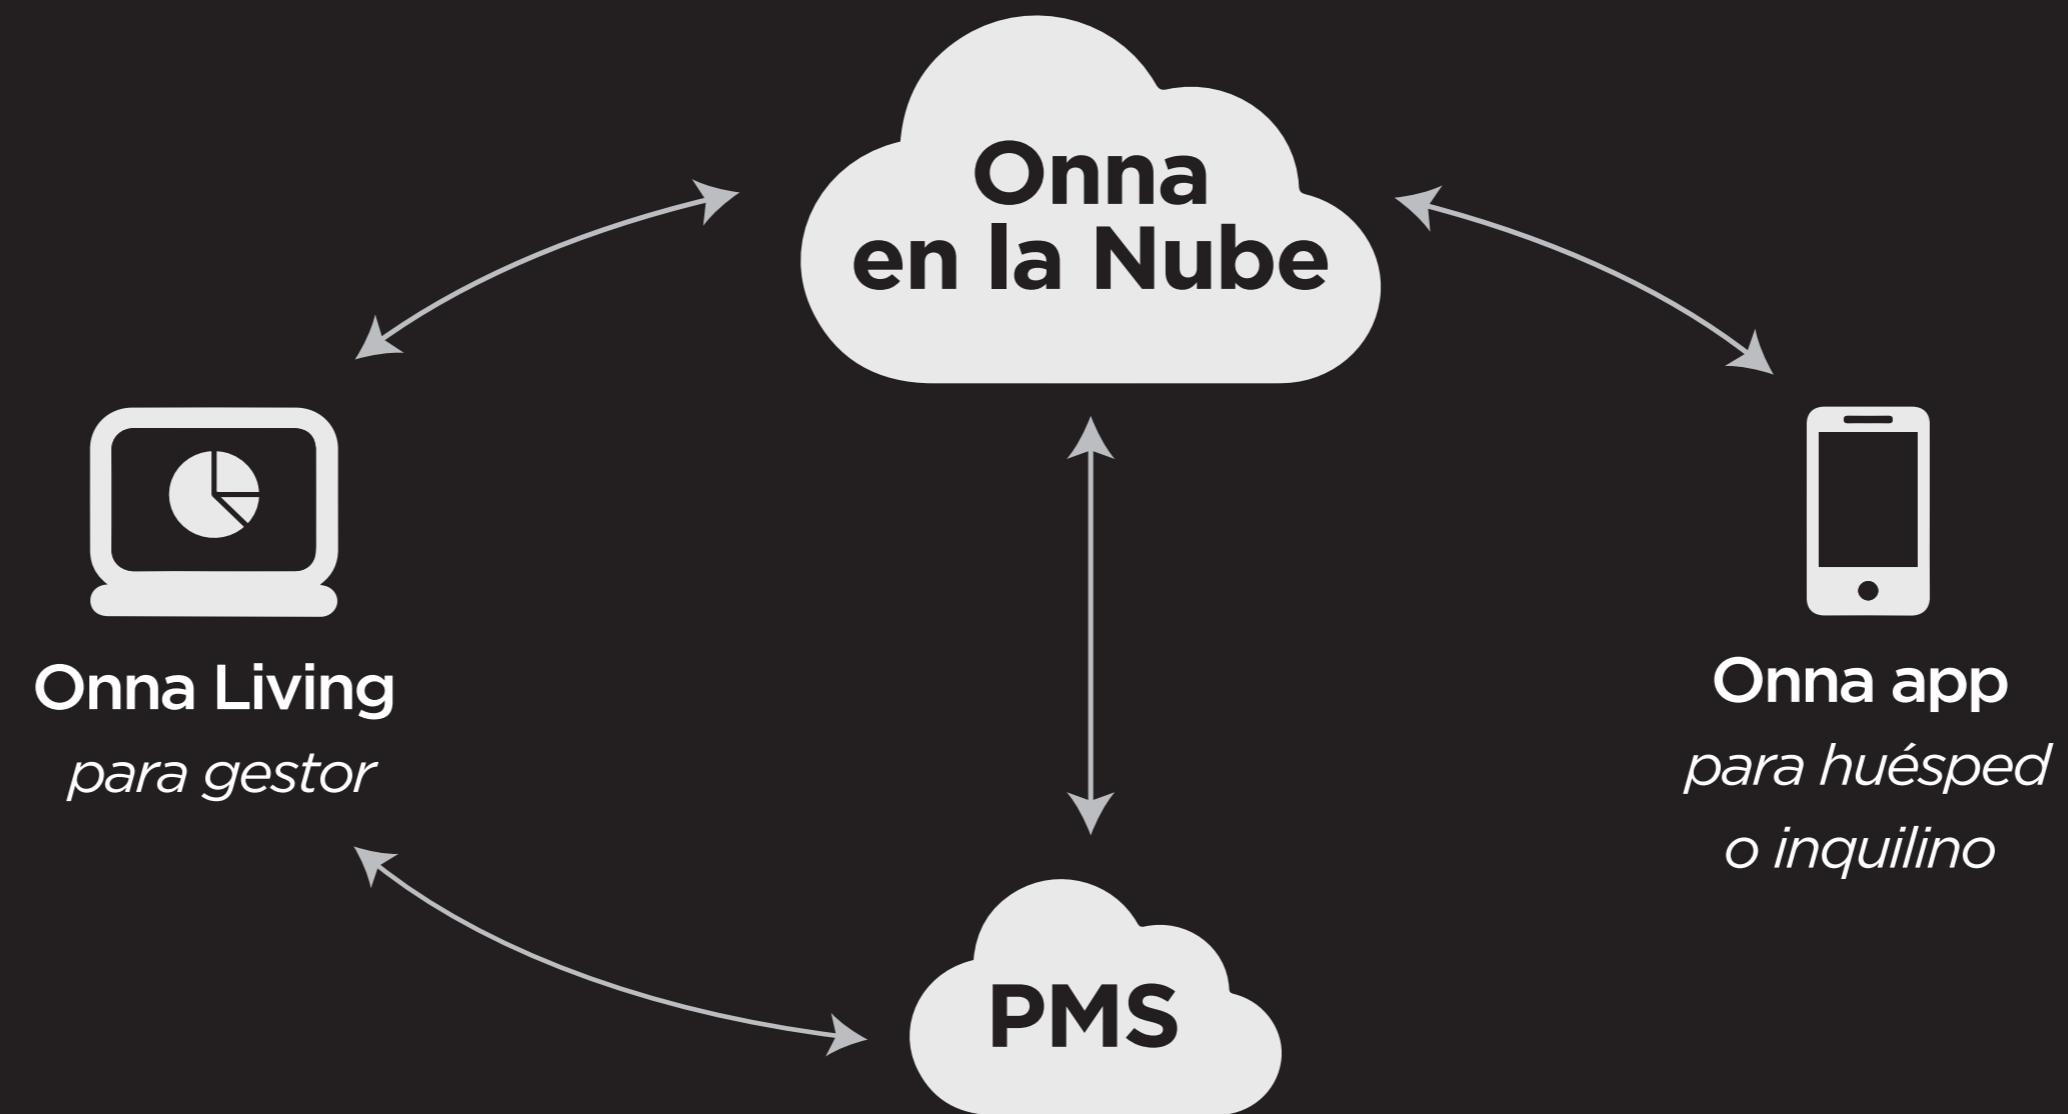 Onna
en la Nube
Onna Living
para gestor
Onna app
para huésped
o inquilino
PMS